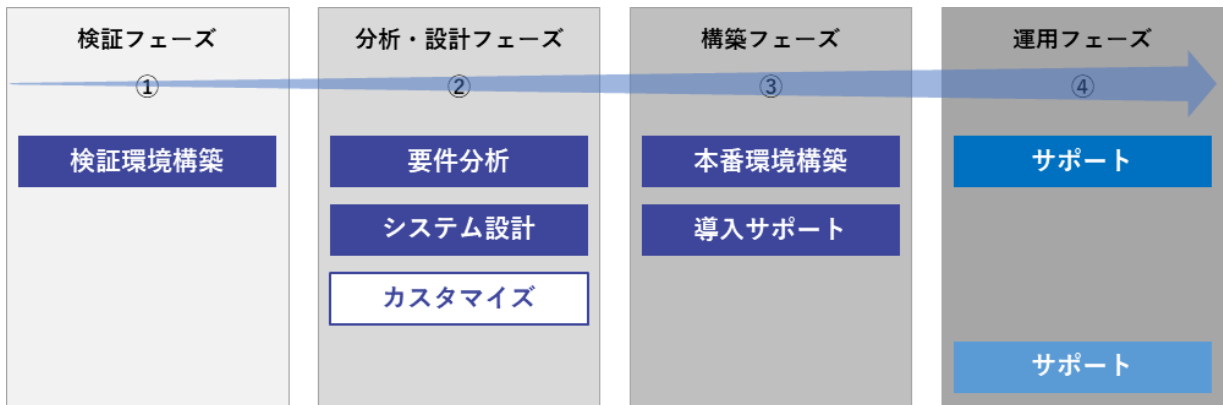 検証フェーズ
①
検証環境構築
分析・設計フェーズ
②
要件分析
システム設計
カスタマイズ
構築フェーズ
③
本番環境構築
導入サポート
運用フェーズ
④
サポート
サポート